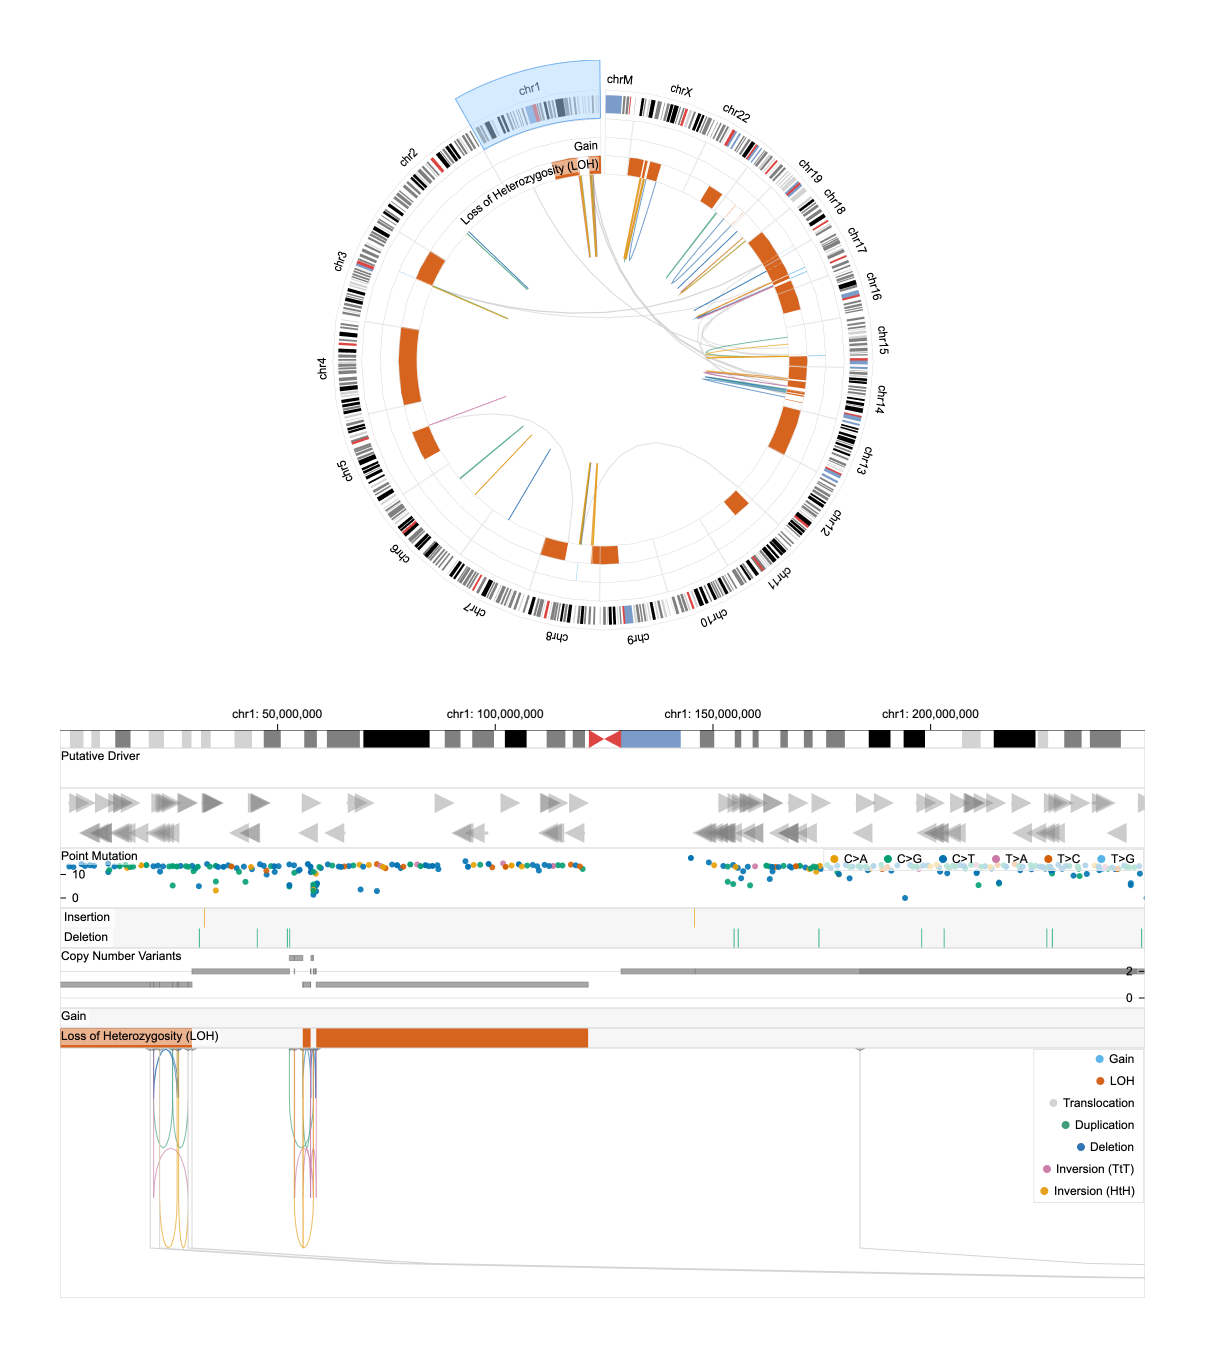 chr1
chrM
chrX
chr22
chr19
chr18
chr17
chr16
chr15
chr14
chr13
chr12
chr11
chr10
chr9
chr8
chr7
chr6
chr5
chr4
chr3
chr2
Gain
Loss of Heterozygosity (LOH)
chr1: 50,000,000 chr1: 100,000,000 chr1: 150,000,000 chr1: 200,000,000
Putative Driver
Point Mutation
C>A C>G C>T T>A T>C T>G
10
0
Insertion
Deletion
Copy Number Variants
2
0
Gain
Loss of Heterozygosity (LOH)
Gain
LOH
Translocation
Duplication
Deletion
Inversion (TtT)
Inversion (HtH)